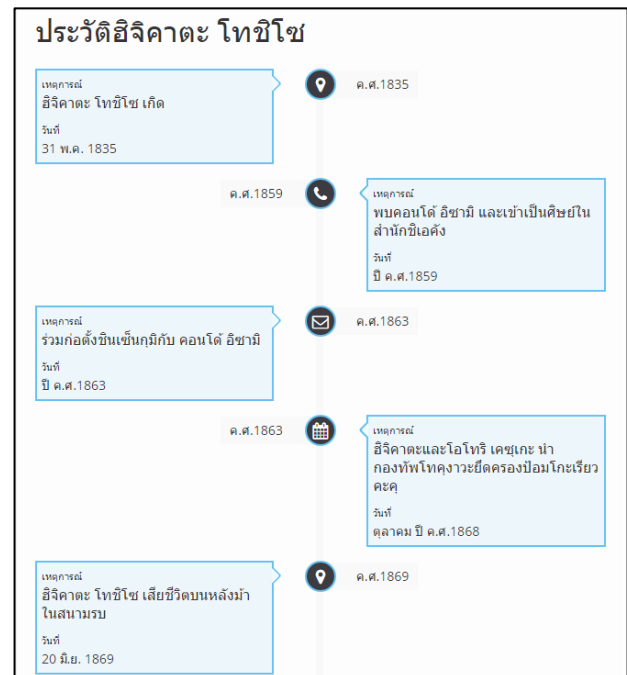 ประวัติฮิจิคาตะ โทชิโซ
เหตุการณ์
ฮิจิคาตะ โทชิโซ เกิด
วันที่
31 พ.ค. 1835
ค.ศ.1835
ค.ศ.1859
เหตุการณ์
พบคอนโด้ อิซามิ และเข้าเป็นศิษย์ใน
สำนักชิเอคัง
วันที่
ปี ค.ศ.1859
เหตุการณ์
ร่วมก่อตั้งชินเซ็นกุมิกับ คอนโด้ อิซามิ
วันที่
ปี ค.ศ.1863
ค.ศ.1863
ค.ศ.1863
เหตุการณ์
ฮิจิคาตะและโอโทริ เคซุเกะ นำ
กองทัพโทคุงาวะยึดครองป้อมโกะเรียว
คะคุ
วันที่
ตุลาคม ปี ค.ศ.1868
เหตุการณ์
ฮิจิคาตะ โทชิโซ เสียชีวิตบนหลังม้า
ในสนามรบ
วันที่
20 มิ.ย. 1869
ค.ศ.1869